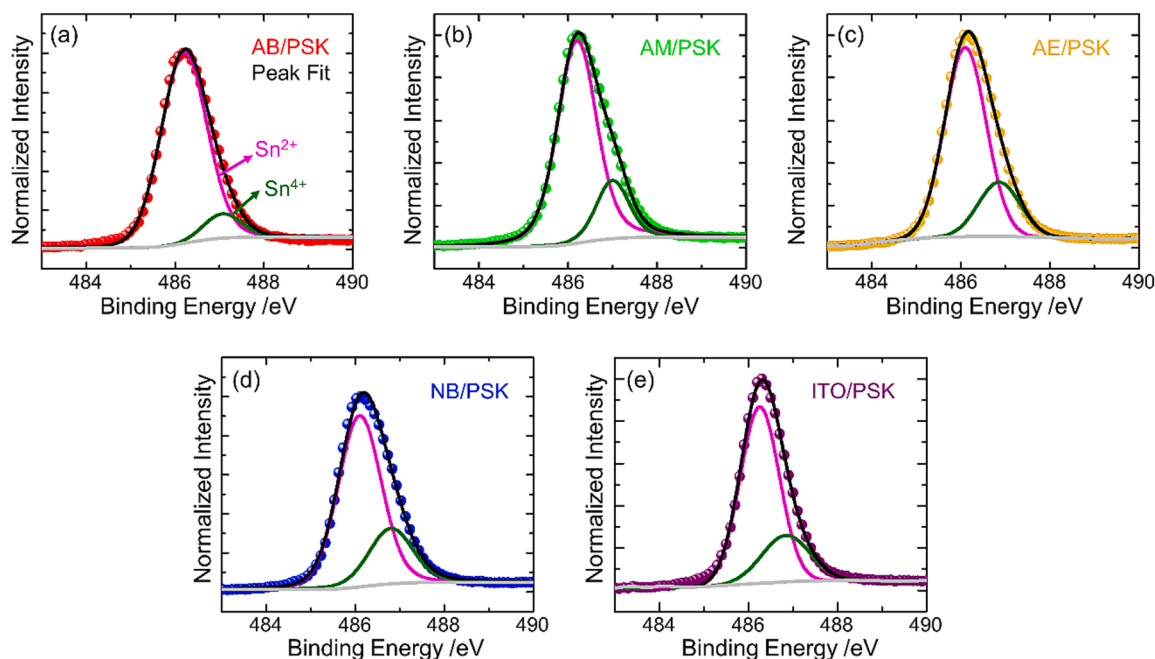 (a)
AB/PSK
Peak Fit
Sn²⁺
Sn⁴⁺
Normalized Intensity
484 486 488 490
Binding Energy /eV
(b)
AM/PSK
Normalized Intensity
484 486 488 490
Binding Energy /eV
(c)
AE/PSK
Normalized Intensity
484 486 488 490
Binding Energy /eV
(d)
NB/PSK
Normalized Intensity
484 486 488 490
Binding Energy /eV
(e)
ITO/PSK
Normalized Intensity
484 486 488 490
Binding Energy /eV